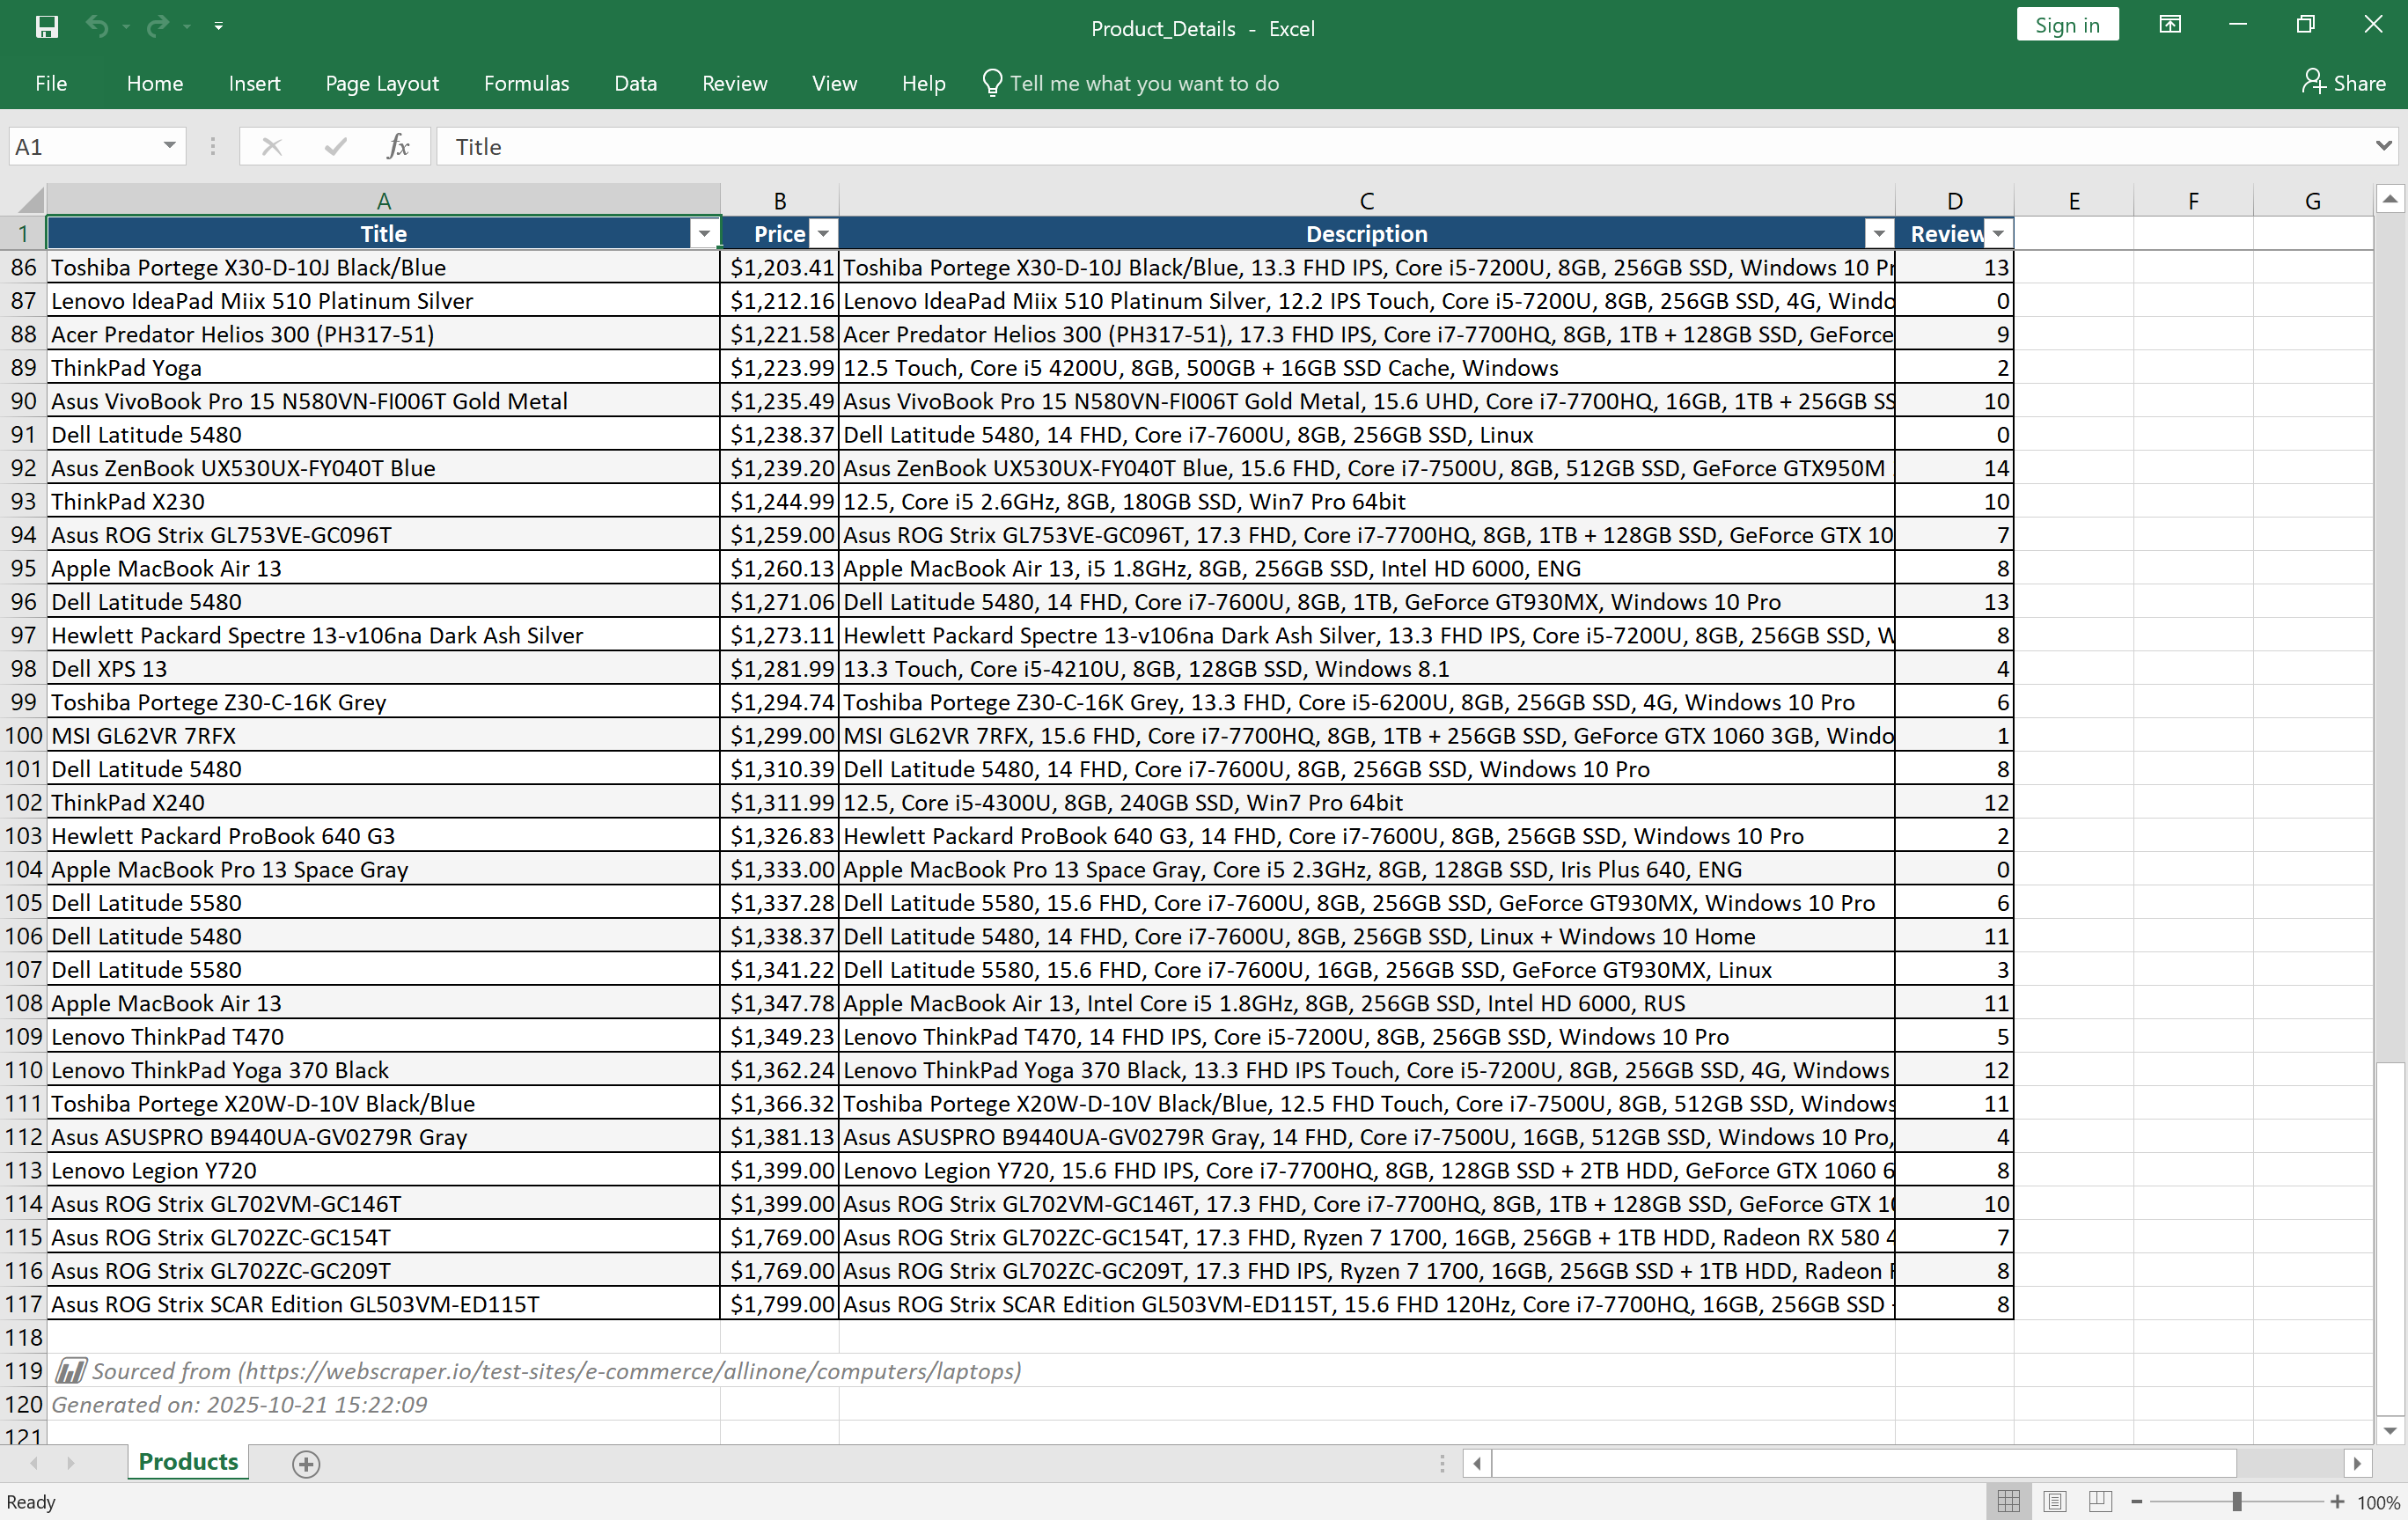 Product_Details - Excel
Sign in
File Home Insert Page Layout Formulas Data Review View Help Tell me what you want to do Share
A1 fx Title
A B C D E F G
1 Title Price Description Review
86 Toshiba Portege X30-D-10J Black/Blue $1,203.41 Toshiba Portege X30-D-10J Black/Blue, 13.3 FHD IPS, Core i5-7200U, 8GB, 256GB SSD, Windows 10 Pr 13
87 Lenovo IdeaPad Miix 510 Platinum Silver $1,212.16 Lenovo IdeaPad Miix 510 Platinum Silver, 12.2 IPS Touch, Core i5-7200U, 8GB, 256GB SSD, 4G, Windo 0
88 Acer Predator Helios 300 (PH317-51) $1,221.58 Acer Predator Helios 300 (PH317-51), 17.3 FHD IPS, Core i7-7700HQ, 8GB, 1TB + 128GB SSD, GeForce 9
89 ThinkPad Yoga $1,223.99 12.5 Touch, Core i5 4200U, 8GB, 500GB + 16GB SSD Cache, Windows 2
90 Asus VivoBook Pro 15 N580VN-FI006T Gold Metal $1,235.49 Asus VivoBook Pro 15 N580VN-FI006T Gold Metal, 15.6 UHD, Core i7-7700HQ, 16GB, 1TB + 256GB SS 10
91 Dell Latitude 5480 $1,238.37 Dell Latitude 5480, 14 FHD, Core i7-7600U, 8GB, 256GB SSD, Linux 0
92 Asus ZenBook UX530UX-FY040T Blue $1,239.20 Asus ZenBook UX530UX-FY040T Blue, 15.6 FHD, Core i7-7500U, 8GB, 512GB SSD, GeForce GTX950M 14
93 ThinkPad X230 $1,244.99 12.5, Core i5 2.6GHz, 8GB, 180GB SSD, Win7 Pro 64bit 10
94 Asus ROG Strix GL753VE-GC096T $1,259.00 Asus ROG Strix GL753VE-GC096T, 17.3 FHD, Core i7-7700HQ, 8GB, 1TB + 128GB SSD, GeForce GTX 10 7
95 Apple MacBook Air 13 $1,260.13 Apple MacBook Air 13, i5 1.8GHz, 8GB, 256GB SSD, Intel HD 6000, ENG 8
96 Dell Latitude 5480 $1,271.06 Dell Latitude 5480, 14 FHD, Core i7-7600U, 8GB, 1TB, GeForce GT930MX, Windows 10 Pro 13
97 Hewlett Packard Spectre 13-v106na Dark Ash Silver $1,273.11 Hewlett Packard Spectre 13-v106na Dark Ash Silver, 13.3 FHD IPS, Core i5-7200U, 8GB, 256GB SSD, W 8
98 Dell XPS 13 $1,281.99 13.3 Touch, Core i5-4210U, 8GB, 128GB SSD, Windows 8.1 4
99 Toshiba Portege Z30-C-16K Grey $1,294.74 Toshiba Portege Z30-C-16K Grey, 13.3 FHD, Core i5-6200U, 8GB, 256GB SSD, 4G, Windows 10 Pro 6
100 MSI GL62VR 7RFX $1,299.00 MSI GL62VR 7RFX, 15.6 FHD, Core i7-7700HQ, 8GB, 1TB + 256GB SSD, GeForce GTX 1060 3GB, Windo 1
101 Dell Latitude 5480 $1,310.39 Dell Latitude 5480, 14 FHD, Core i7-7600U, 8GB, 256GB SSD, Windows 10 Pro 8
102 ThinkPad X240 $1,311.99 12.5, Core i5-4300U, 8GB, 240GB SSD, Win7 Pro 64bit 12
103 Hewlett Packard ProBook 640 G3 $1,326.83 Hewlett Packard ProBook 640 G3, 14 FHD, Core i7-7600U, 8GB, 256GB SSD, Windows 10 Pro 2
104 Apple MacBook Pro 13 Space Gray $1,333.00 Apple MacBook Pro 13 Space Gray, Core i5 2.3GHz, 8GB, 128GB SSD, Iris Plus 640, ENG 0
105 Dell Latitude 5580 $1,337.28 Dell Latitude 5580, 15.6 FHD, Core i7-7600U, 8GB, 256GB SSD, GeForce GT930MX, Windows 10 Pro 6
106 Dell Latitude 5480 $1,338.37 Dell Latitude 5480, 14 FHD, Core i7-7600U, 8GB, 256GB SSD, Linux + Windows 10 Home 11
107 Dell Latitude 5580 $1,341.22 Dell Latitude 5580, 15.6 FHD, Core i7-7600U, 16GB, 256GB SSD, GeForce GT930MX, Linux 3
108 Apple MacBook Air 13 $1,347.78 Apple MacBook Air 13, Intel Core i5 1.8GHz, 8GB, 256GB SSD, Intel HD 6000, RUS 11
109 Lenovo ThinkPad T470 $1,349.23 Lenovo ThinkPad T470, 14 FHD IPS, Core i5-7200U, 8GB, 256GB SSD, Windows 10 Pro 5
110 Lenovo ThinkPad Yoga 370 Black $1,362.24 Lenovo ThinkPad Yoga 370 Black, 13.3 FHD IPS Touch, Core i5-7200U, 8GB, 256GB SSD, 4G, Windows 12
111 Toshiba Portege X20W-D-10V Black/Blue $1,366.32 Toshiba Portege X20W-D-10V Black/Blue, 12.5 FHD Touch, Core i7-7500U, 8GB, 512GB SSD, Windows 11
112 Asus ASUSPRO B9440UA-GV0279R Gray $1,381.13 Asus ASUSPRO B9440UA-GV0279R Gray, 14 FHD, Core i7-7500U, 16GB, 512GB SSD, Windows 10 Pro, 4
113 Lenovo Legion Y720 $1,399.00 Lenovo Legion Y720, 15.6 FHD IPS, Core i7-7700HQ, 8GB, 128GB SSD + 2TB HDD, GeForce GTX 1060 6 8
114 Asus ROG Strix GL702VM-GC146T $1,399.00 Asus ROG Strix GL702VM-GC146T, 17.3 FHD, Core i7-7700HQ, 8GB, 1TB + 128GB SSD, GeForce GTX 10 10
115 Asus ROG Strix GL702ZC-GC154T $1,769.00 Asus ROG Strix GL702ZC-GC154T, 17.3 FHD, Ryzen 7 1700, 16GB, 256GB + 1TB HDD, Radeon RX 580 4 7
116 Asus ROG Strix GL702ZC-GC209T $1,769.00 Asus ROG Strix GL702ZC-GC209T, 17.3 FHD IPS, Ryzen 7 1700, 16GB, 256GB SSD + 1TB HDD, Radeon 8
117 Asus ROG Strix SCAR Edition GL503VM-ED115T $1,799.00 Asus ROG Strix SCAR Edition GL503VM-ED115T, 15.6 FHD 120Hz, Core i7-7700HQ, 16GB, 256GB SSD 8
118
119 Sourced from (https://webscraper.io/test-sites/e-commerce/allinone/computers/laptops)
120 Generated on: 2025-10-21 15:22:09
121
Products
Ready 100%